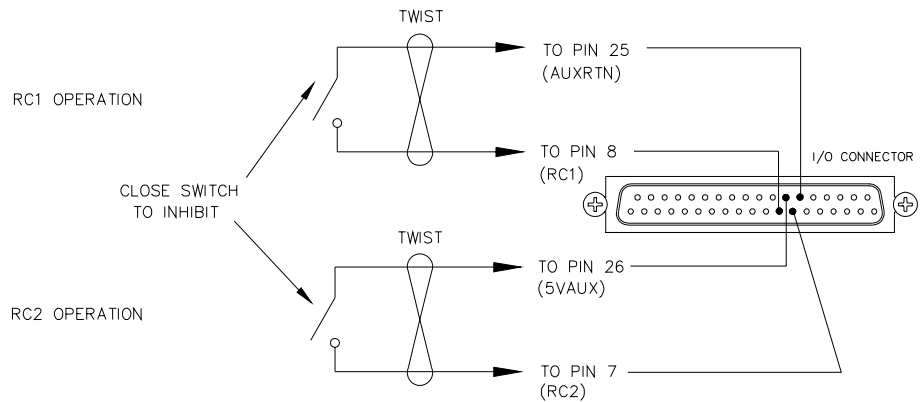 TWIST
TO PIN 25
(AUXRTN)
RC1 OPERATION
TO PIN 8
(RC1)
I/O CONNECTOR
CLOSE SWITCH
TO INHIBIT
TWIST
TO PIN 26
(5VAUX)
RC2 OPERATION
TO PIN 7
(RC2)